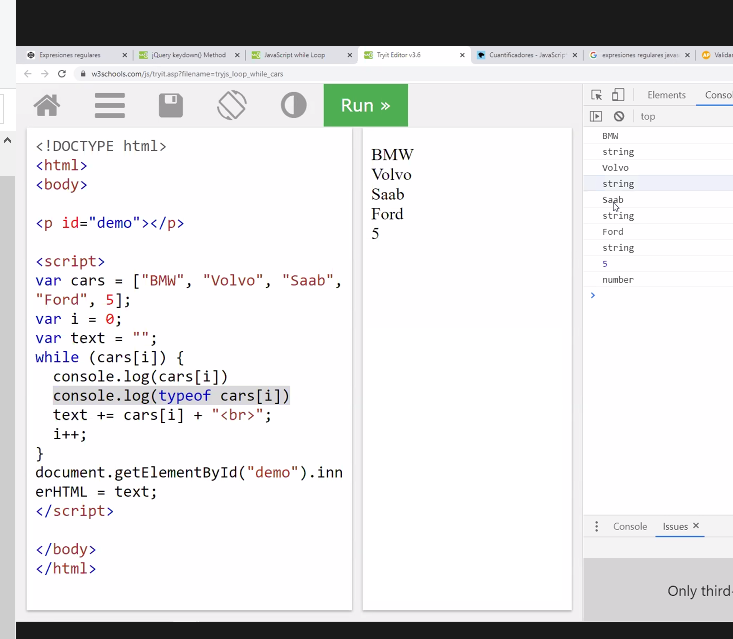 Expresiones regulares
jQuery keydown() Method
JavaScript while Loop
Tryit Editor v3.6
Cuantificadores - JavaScrip
expresiones regulares javas
Valida
w3schools.com/js/tryit.asp?filename=tryjs_loop_while_cars
Run »
Elements
Conso
top
<!DOCTYPE html>
<html>
<body>
<p id="demo"></p>
<script>
var cars = ["BMW", "Volvo", "Saab",
"Ford", 5];
var i = 0;
var text = "";
while (cars[i]) {
console.log(cars[i])
console.log(typeof cars[i])
text += cars[i] + "<br>";
i++;
}
document.getElementById("demo").inn
erHTML = text;
</script>
</body>
</html>
BMW
Volvo
Saab
Ford
5
BMW
string
Volvo
string
Saab
string
Ford
string
5
number
>
Console
Issues
Only third-